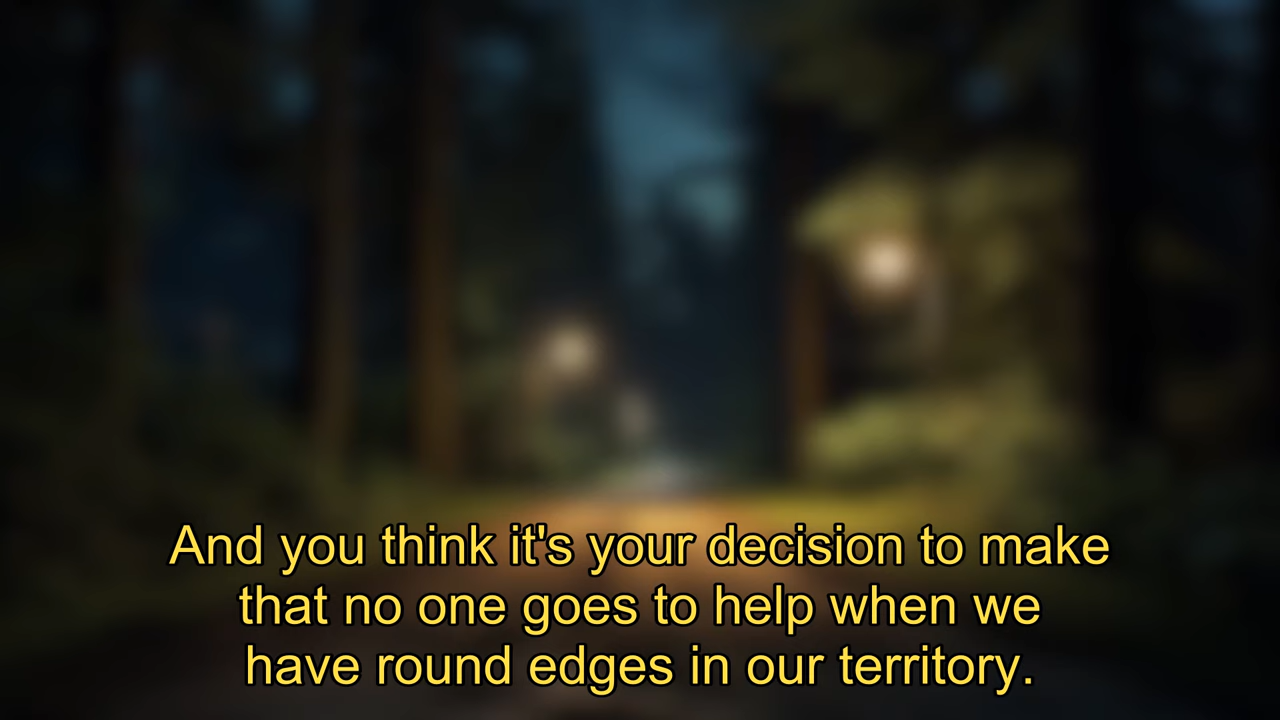 And you think it's your decision to make
that no one goes to help when we
have round edges in our territory.